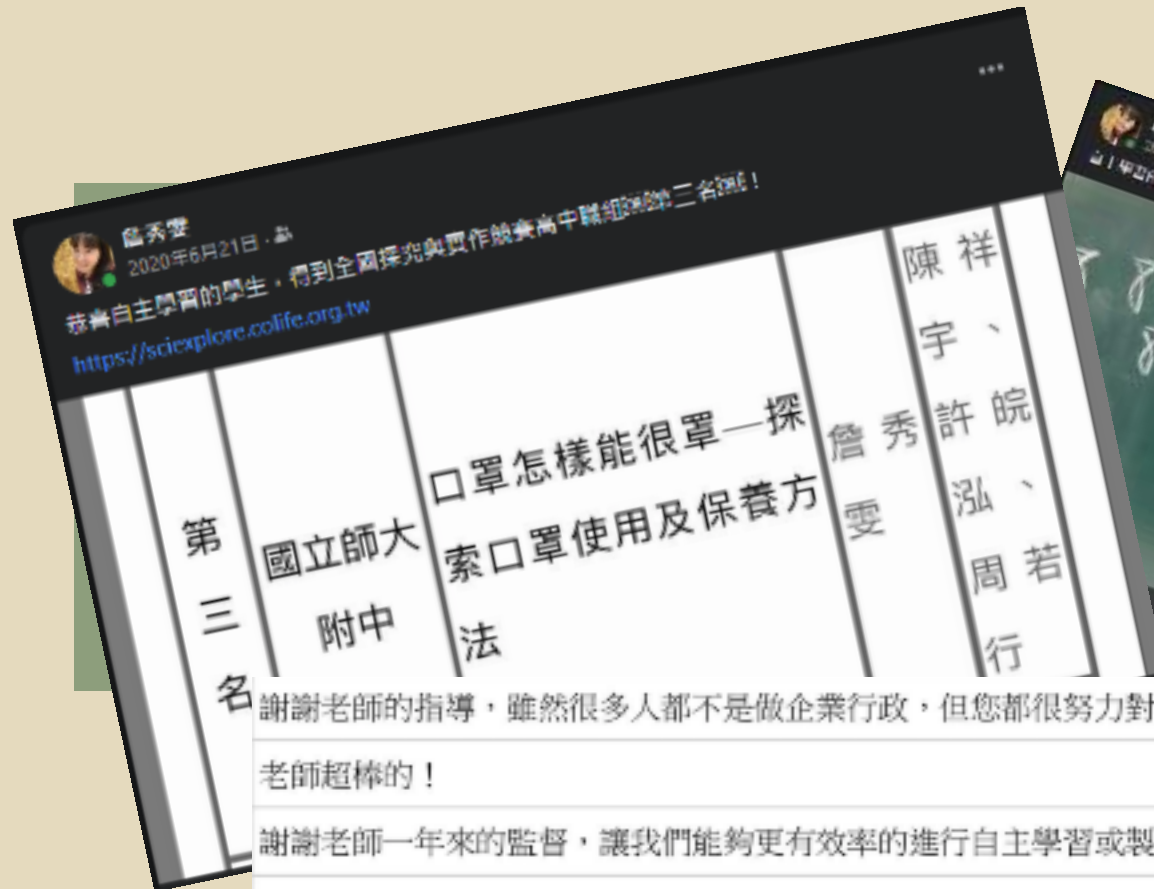 詹秀雯
2020年6月21日
恭喜自主學習的學生,得到全國探究與實作競賽高中職組第三名!
https://sciexplore.colife.org.tw
第三名
國立師大
附中
口罩怎樣能很罩—探
索口罩使用及保養方
法
詹秀
雯
陳祥
宇、
許皖
泓、
周若
行
謝謝老師的指導,雖然很多人都不是做企業行政,但您都很努力對
老師超棒的!
謝謝老師一年來的監督,讓我們能夠更有效率的進行自主學習或製